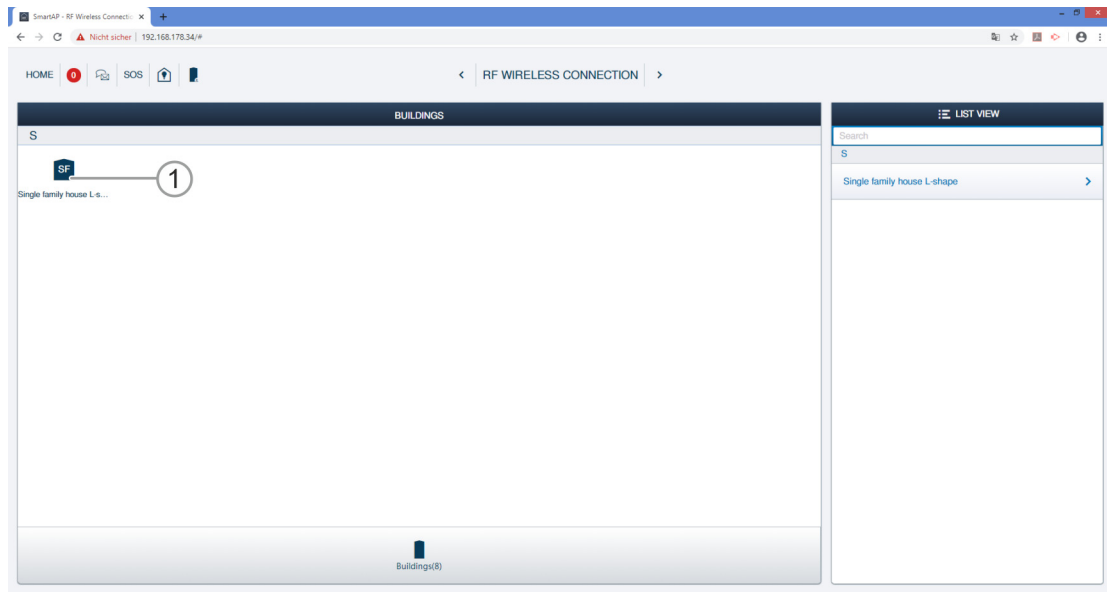 SmartAP - RF Wireless Connectic
Nicht sicher | 192.168.178.34/#
HOME 0 SOS RF WIRELESS CONNECTION
BUILDINGS
S
SF
1
Single family house L-s...
Buildings(8)
LIST VIEW
Search
S
Single family house L-shape